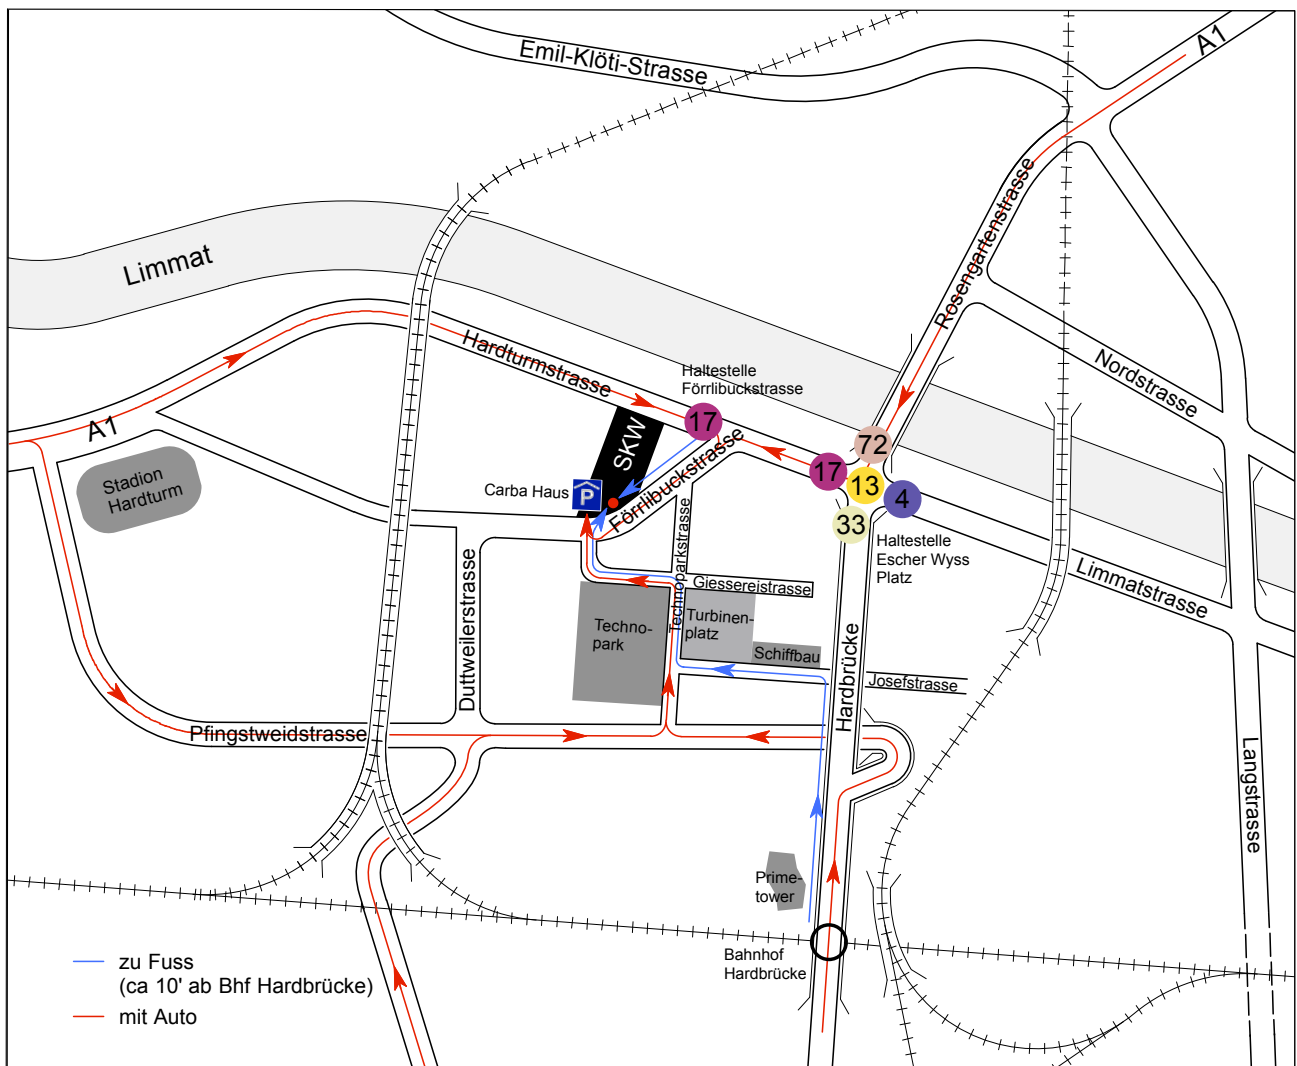 A1
Emil-Klöti-Strasse
Rosengartenstrasse
Limmat
Hardturmstrasse
Haltestelle
Förrlibuckstrasse
17
Nordstrasse
A1
Stadion
Hardturm
SKW
Carba Haus
P
Förrlibuckstrasse
72
17
13
4
33
Haltestelle
Escher Wyss
Platz
Limmatstrasse
Technoparkstrasse
Giessereistrasse
Duttweilerstrasse
Techno-
park
Turbinen-
platz
Schiffbau
Josefstrasse
Hardbrücke
Pfingstweidstrasse
Langstrasse
Prime-
tower
Bahnhof
Hardbrücke
zu Fuss
(ca 10' ab Bhf Hardbrücke)
mit Auto